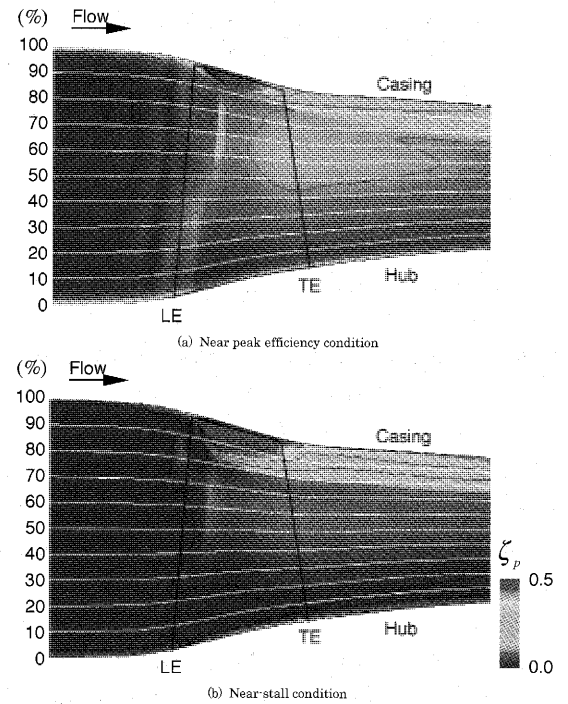 (%)
Flow
100
90
80
70
60
50
40
30
20
10
0
Casing
Hub
TE
LE
(a) Near peak efficiency condition
(%)
Flow
100
90
80
70
60
50
40
30
20
10
0
Casing
Hub
TE
LE
ζp
0.5
0.0
(b) Near-stall condition